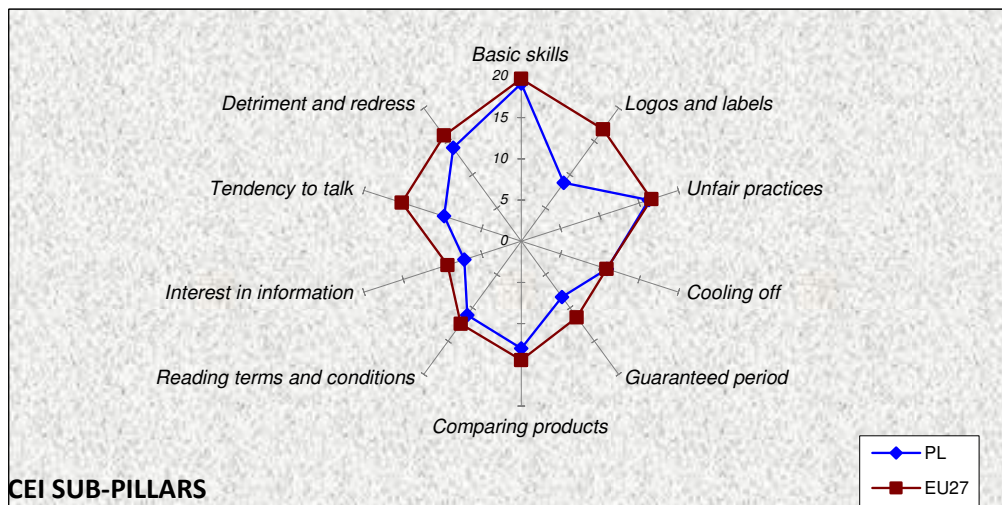 Basic skills
20
Detriment and redress
Logos and labels
15
10
Tendency to talk
Unfair practices
5
0
Interest in information
Cooling off
Reading terms and conditions
Guaranteed period
Comparing products
PL
CEI SUB-PILLARS
EU27